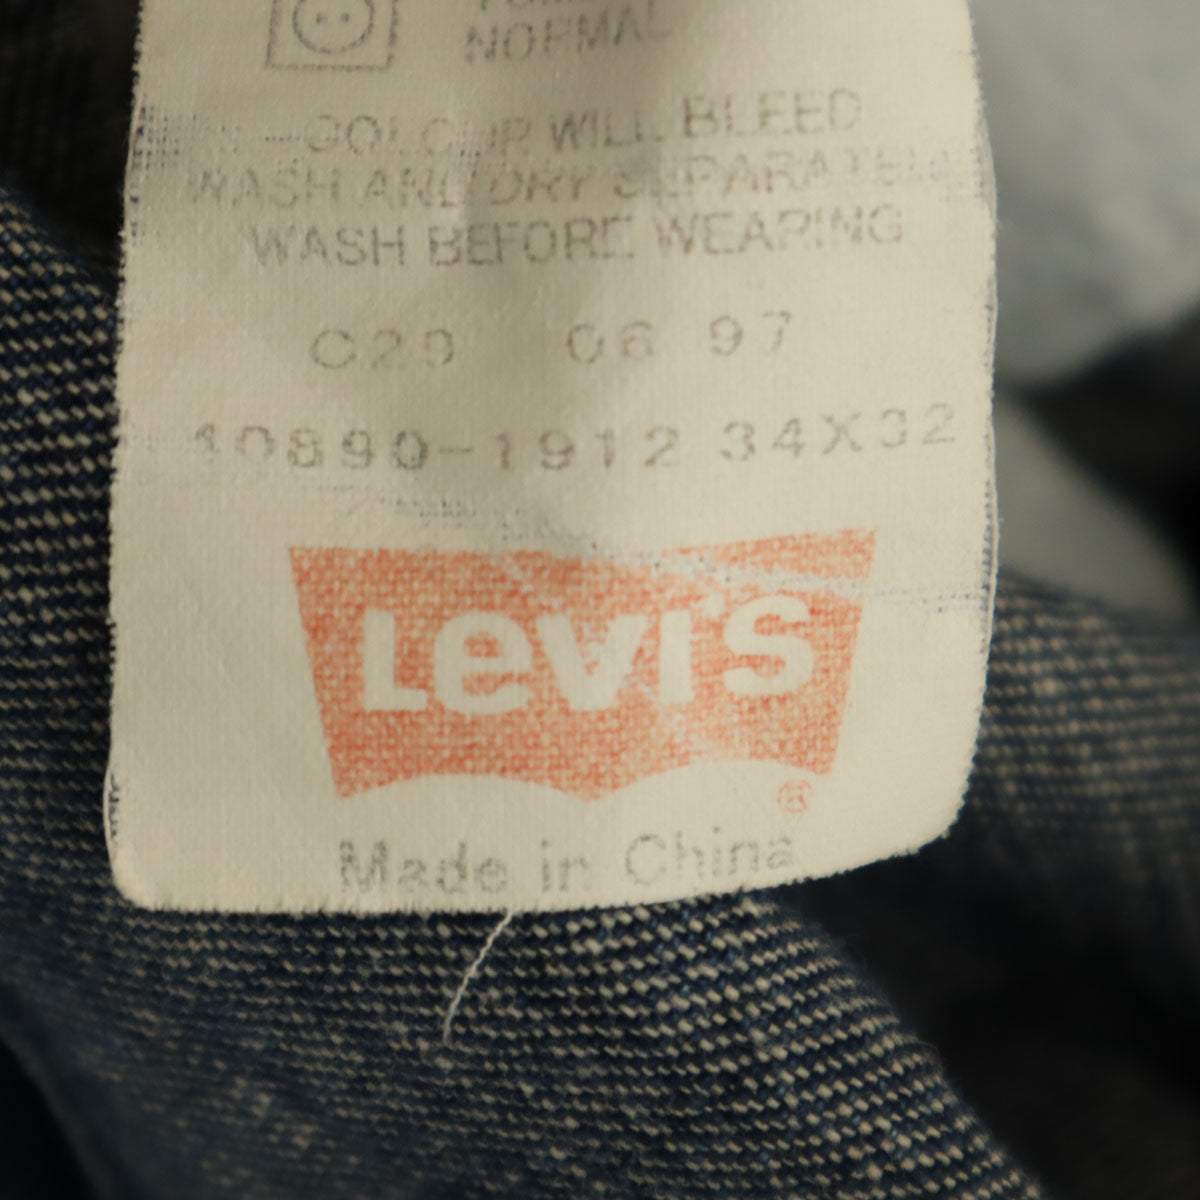 NORMAL
COLOUR WILL BLEED
WASH AND DRY SEPARATELY
WASH BEFORE WEARING
C28 06 97
10890-1912 34X32
Levi's
®
Made in China